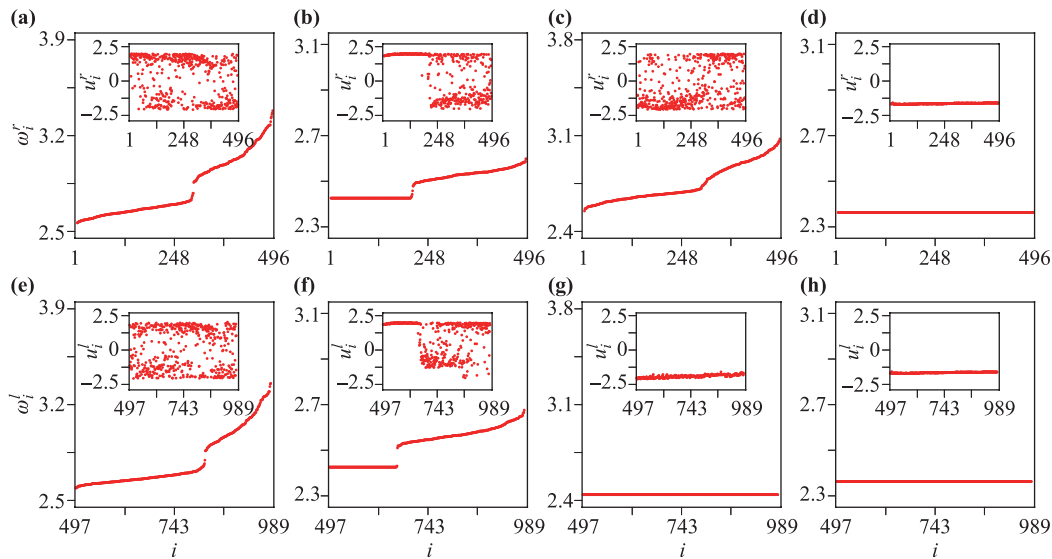 (a) (b) (c) (d)
3.9 3.1 3.8 3.1
2.5 2.5 2.5 2.5
u_i^r 0 u_i^r 0 u_i^r 0 u_i^r 0
−2.5 −2.5 −2.5 −2.5
ω_i^r 3.2 1 248 496 2.7 1 248 496 3.1 1 248 496 2.7 1 248 496
2.5 2.3 2.4 2.3
1 248 496 1 248 496 1 248 496 1 248 496
(e) (f) (g) (h)
3.9 3.1 3.8 3.1
2.5 2.5 2.5 2.5
u_i^l 0 u_i^l 0 u_i^l 0 u_i^l 0
−2.5 −2.5 −2.5 −2.5
ω_i^l 3.2 497 743 989 2.7 497 743 989 3.1 497 743 989 2.7 497 743 989
2.5 2.3 2.4 2.3
497 743 989 497 743 989 497 743 989 497 743 989
i i i i